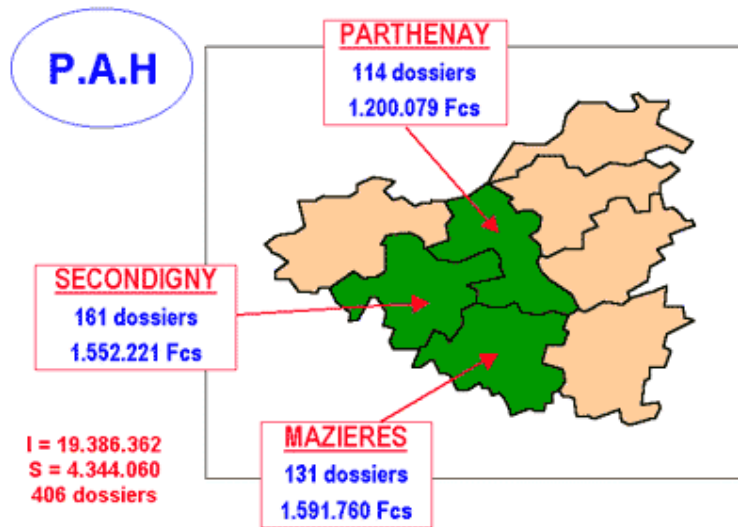 P.A.H
PARTHENAY
114 dossiers
1.200.079 Fcs
SECONDIGNY
161 dossiers
1.552.221 Fcs
MAZIERES
131 dossiers
1.591.760 Fcs
I = 19.386.362
S = 4.344.060
406 dossiers